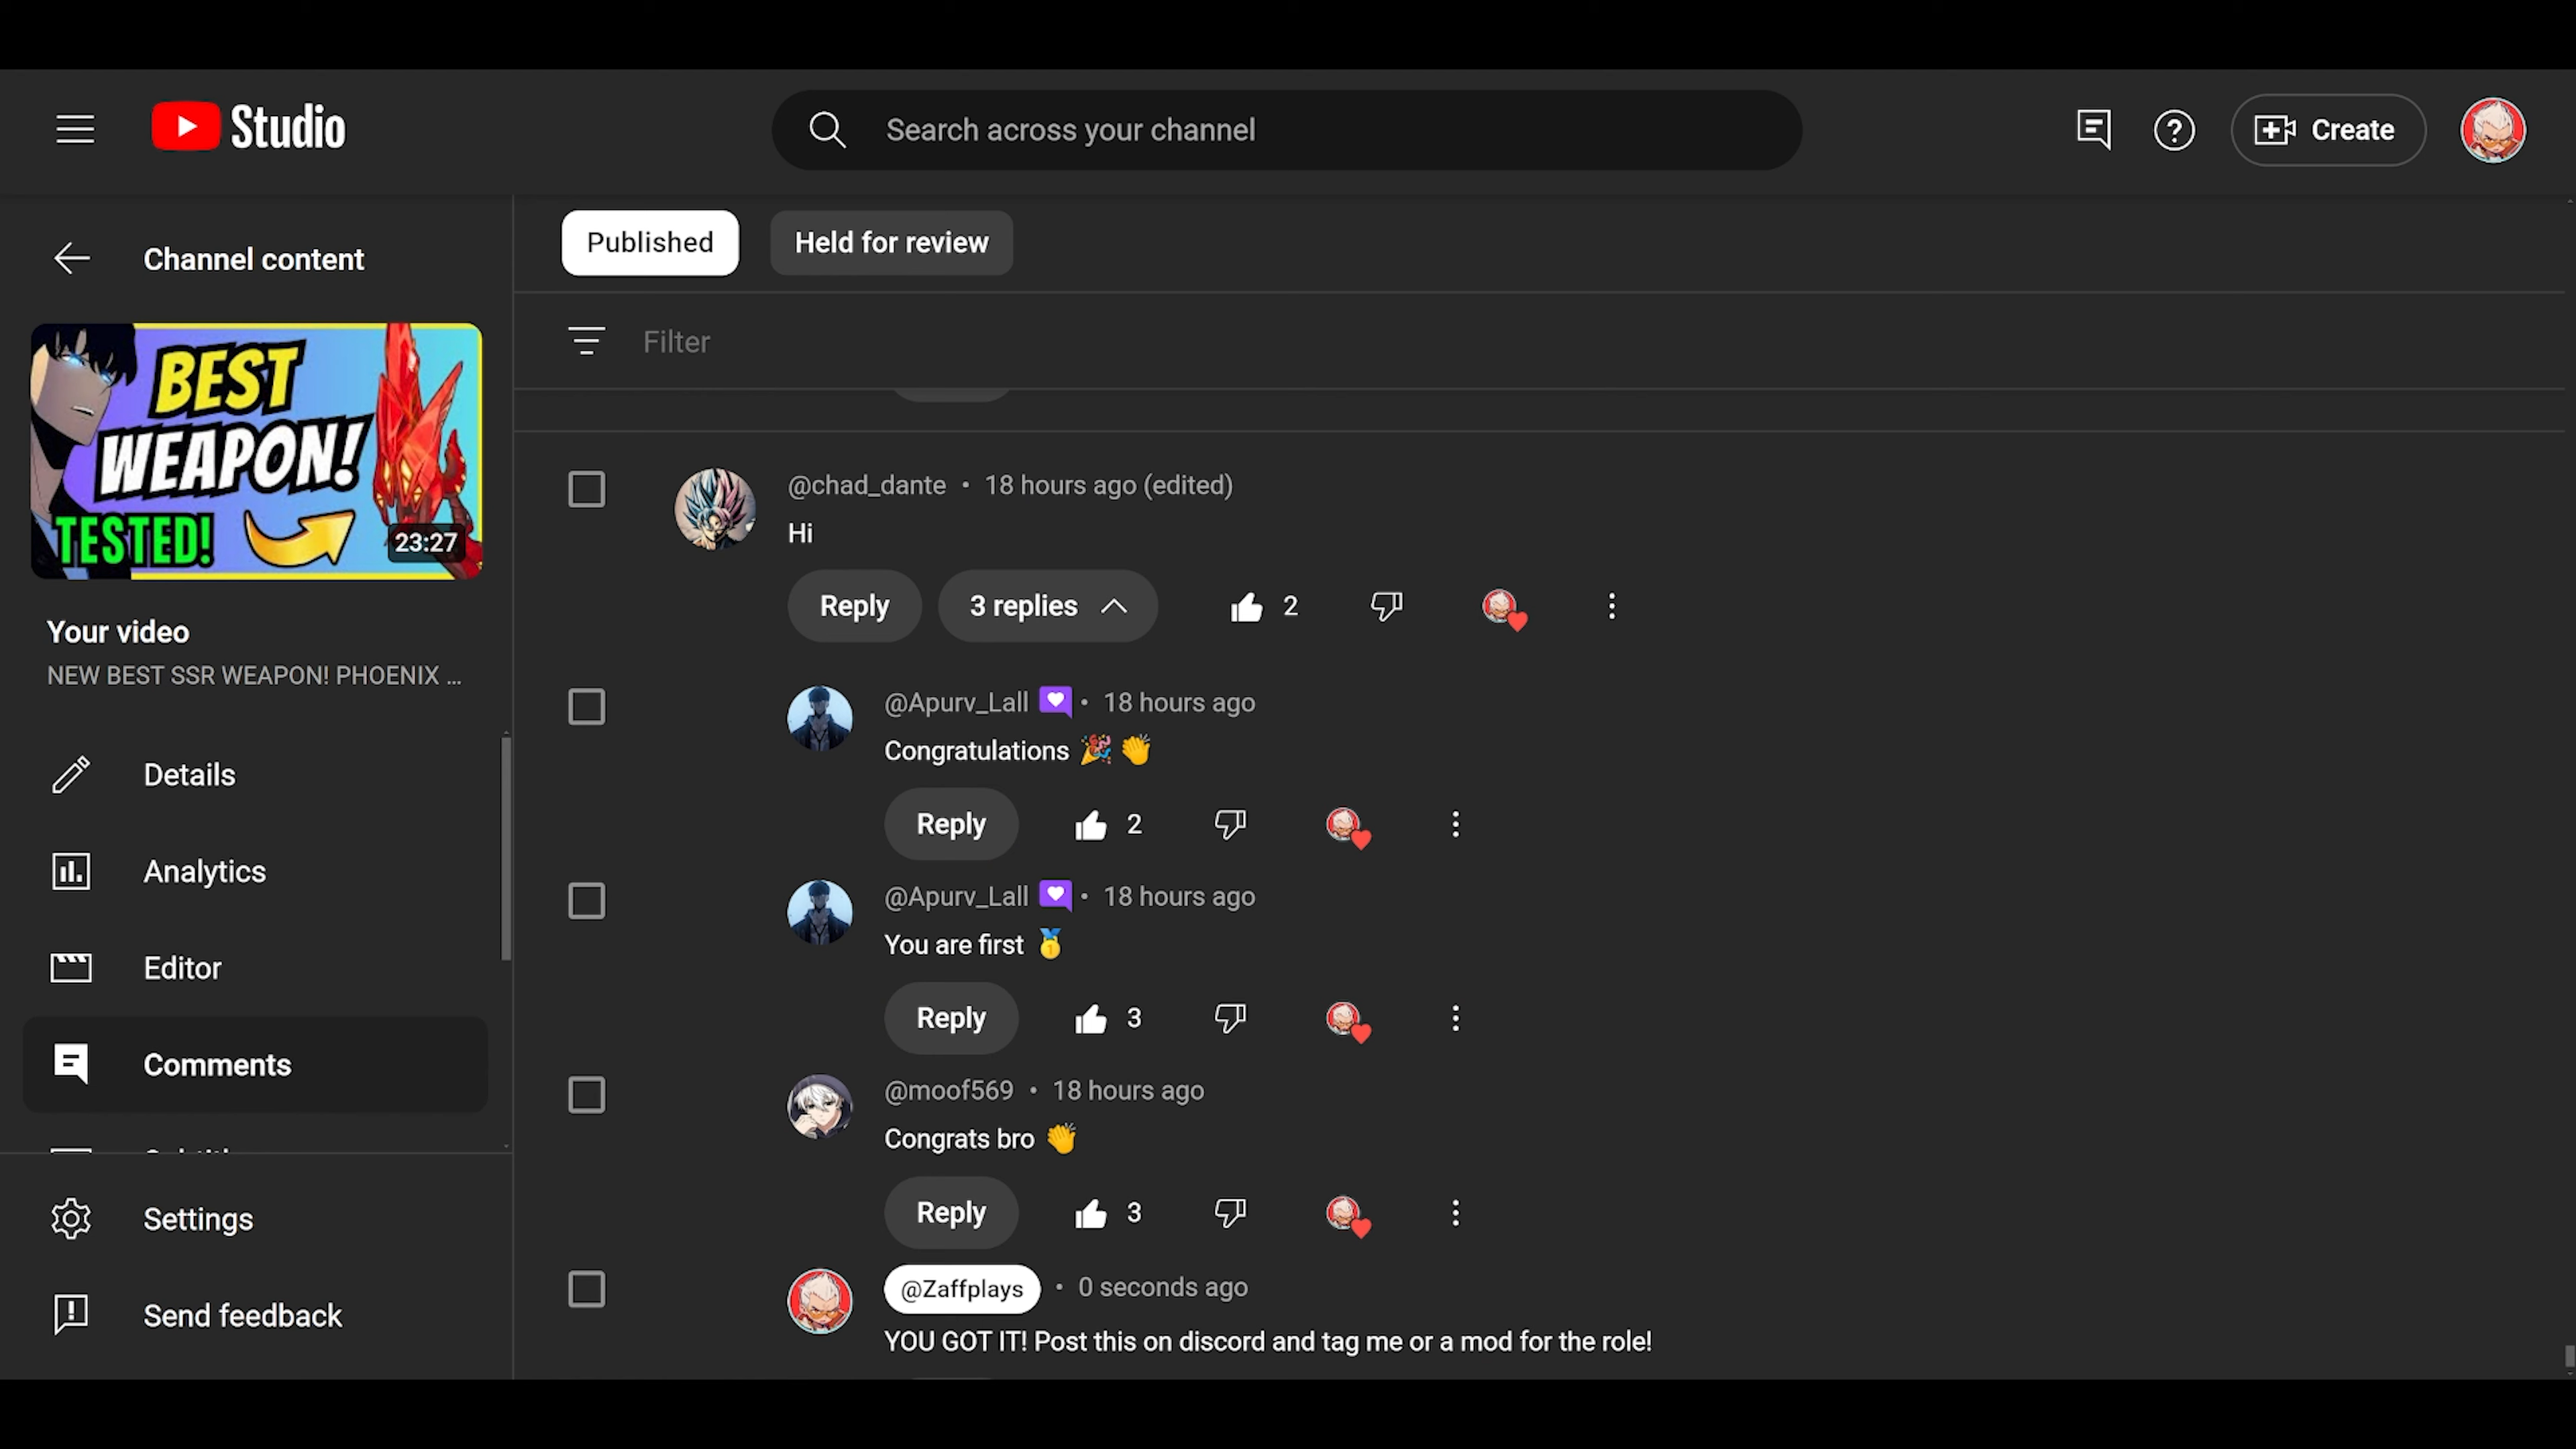 Studio
Search across your channel
Create
Channel content
Published
Held for review
Filter
BEST
WEAPON!
TESTED!
23:27
Your video
NEW BEST SSR WEAPON! PHOENIX ...
Details
Analytics
Editor
Comments
Settings
Send feedback
@chad_dante • 18 hours ago (edited)
Hi
Reply 3 replies 2
@Apurv_Lall • 18 hours ago
Congratulations 🎉 👏
Reply 2
@Apurv_Lall • 18 hours ago
You are first 🥇
Reply 3
@moof569 • 18 hours ago
Congrats bro 👏
Reply 3
@Zaffplays • 0 seconds ago
YOU GOT IT! Post this on discord and tag me or a mod for the role!